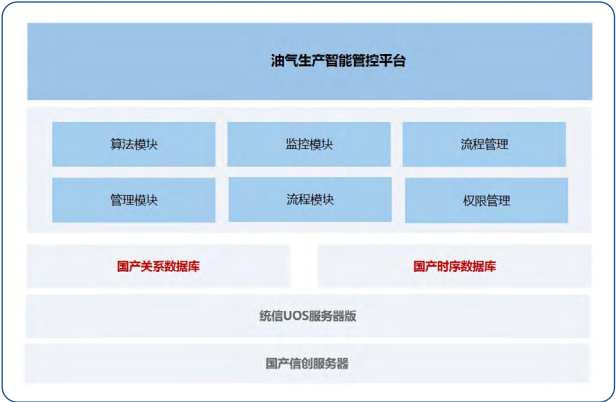 油气生产智能管控平台
算法模块
监控模块
流程管理
管理模块
流程模块
权限管理
国产关系数据库
国产时序数据库
统信UOS服务器版
国产信创服务器